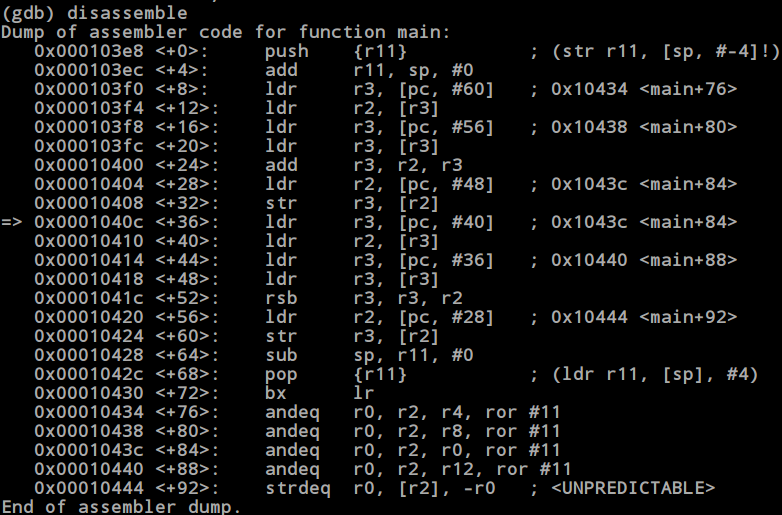 (gdb) disassemble
Dump of assembler code for function main:
   0x000103e8 <+0>:     push    {r11}           ; (str r11, [sp, #-4]!)
   0x000103ec <+4>:     add     r11, sp, #0
   0x000103f0 <+8>:     ldr     r3, [pc, #60]   ; 0x10434 <main+76>
   0x000103f4 <+12>:    ldr     r2, [r3]
   0x000103f8 <+16>:    ldr     r3, [pc, #56]   ; 0x10438 <main+80>
   0x000103fc <+20>:    ldr     r3, [r3]
   0x00010400 <+24>:    add     r3, r2, r3
   0x00010404 <+28>:    ldr     r2, [pc, #48]   ; 0x1043c <main+84>
   0x00010408 <+32>:    str     r3, [r2]
=> 0x0001040c <+36>:    ldr     r3, [pc, #40]   ; 0x1043c <main+84>
   0x00010410 <+40>:    ldr     r2, [r3]
   0x00010414 <+44>:    ldr     r3, [pc, #36]   ; 0x10440 <main+88>
   0x00010418 <+48>:    ldr     r3, [r3]
   0x0001041c <+52>:    rsb     r3, r3, r2
   0x00010420 <+56>:    ldr     r2, [pc, #28]   ; 0x10444 <main+92>
   0x00010424 <+60>:    str     r3, [r2]
   0x00010428 <+64>:    sub     sp, r11, #0
   0x0001042c <+68>:    pop     {r11}           ; (ldr r11, [sp], #4)
   0x00010430 <+72>:    bx      lr
   0x00010434 <+76>:    andeq   r0, r2, r4, ror #11
   0x00010438 <+80>:    andeq   r0, r2, r8, ror #11
   0x0001043c <+84>:    andeq   r0, r2, r0, ror #11
   0x00010440 <+88>:    andeq   r0, r2, r12, ror #11
   0x00010444 <+92>:    strdeq  r0, [r2], -r0   ; <UNPREDICTABLE>
End of assembler dump.